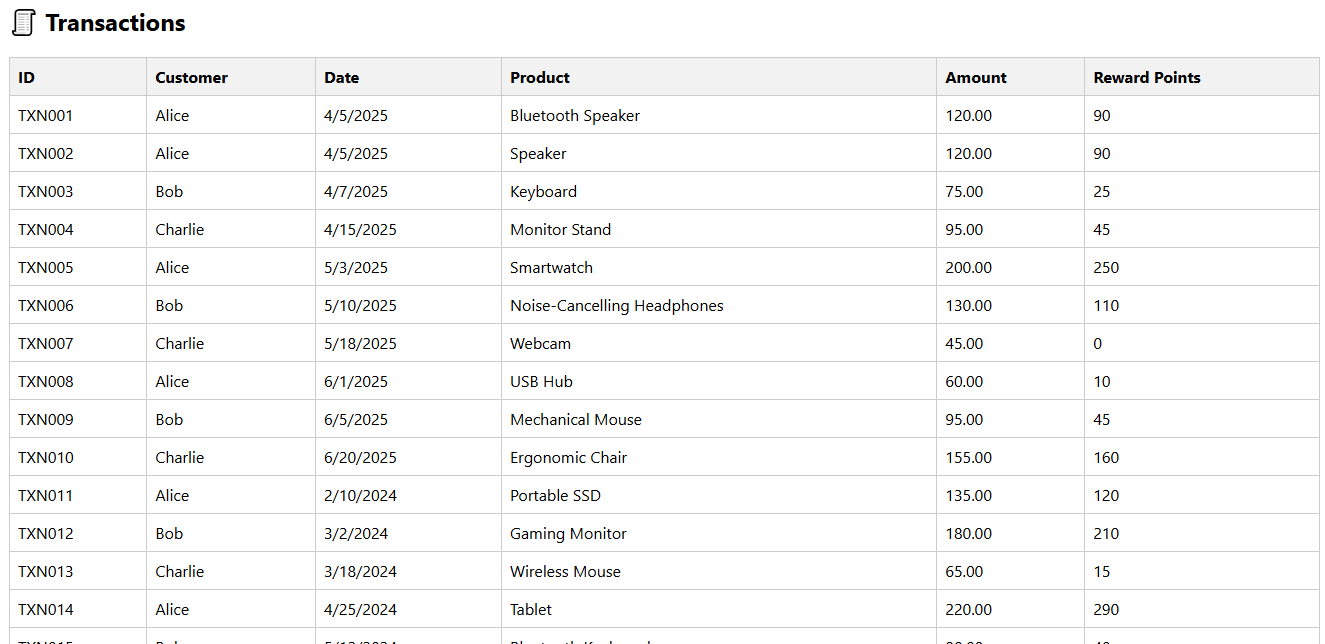 Transactions
ID Customer Date Product Amount Reward Points
TXN001 Alice 4/5/2025 Bluetooth Speaker 120.00 90
TXN002 Alice 4/5/2025 Speaker 120.00 90
TXN003 Bob 4/7/2025 Keyboard 75.00 25
TXN004 Charlie 4/15/2025 Monitor Stand 95.00 45
TXN005 Alice 5/3/2025 Smartwatch 200.00 250
TXN006 Bob 5/10/2025 Noise-Cancelling Headphones 130.00 110
TXN007 Charlie 5/18/2025 Webcam 45.00 0
TXN008 Alice 6/1/2025 USB Hub 60.00 10
TXN009 Bob 6/5/2025 Mechanical Mouse 95.00 45
TXN010 Charlie 6/20/2025 Ergonomic Chair 155.00 160
TXN011 Alice 2/10/2024 Portable SSD 135.00 120
TXN012 Bob 3/2/2024 Gaming Monitor 180.00 210
TXN013 Charlie 3/18/2024 Wireless Mouse 65.00 15
TXN014 Alice 4/25/2024 Tablet 220.00 290